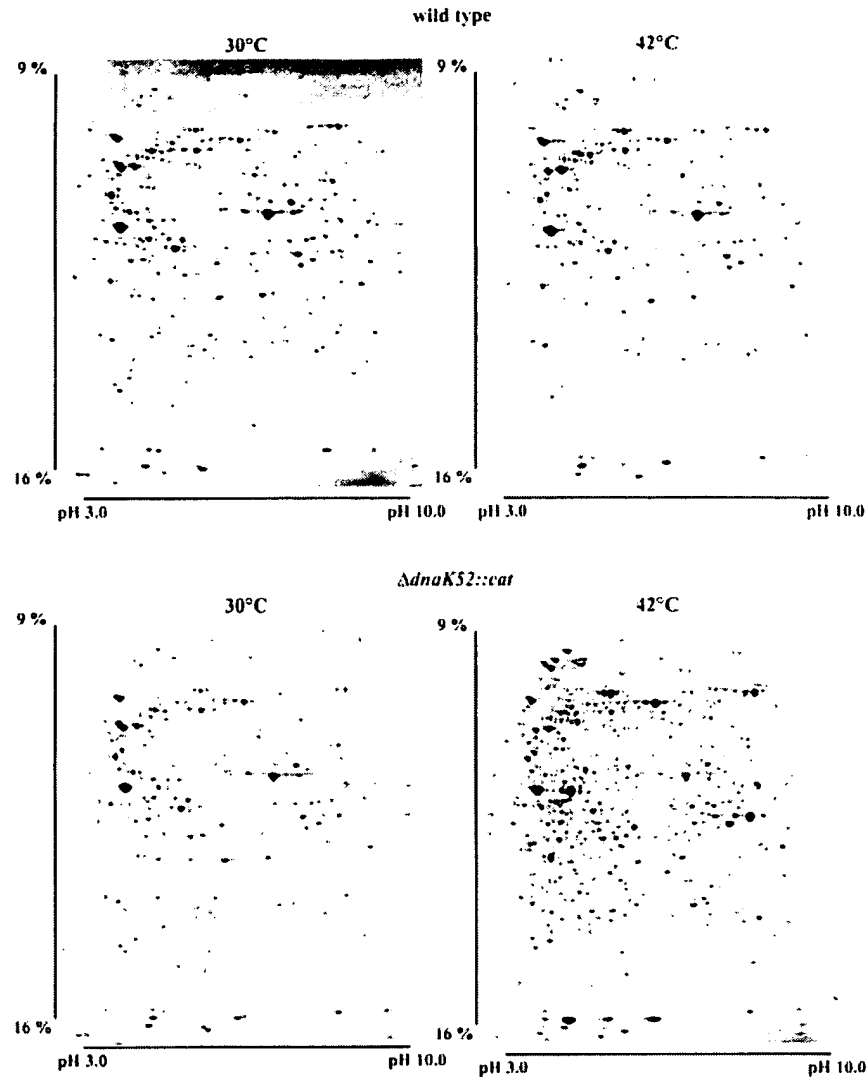 wild type
30°C
42°C
9 %
9 %
16 %
16 %
pH 3.0
pH 10.0
pH 3.0
pH 10.0
ΔdnaK52::cat
30°C
42°C
9 %
9 %
16 %
16 %
pH 3.0
pH 10.0
pH 3.0
pH 10.0